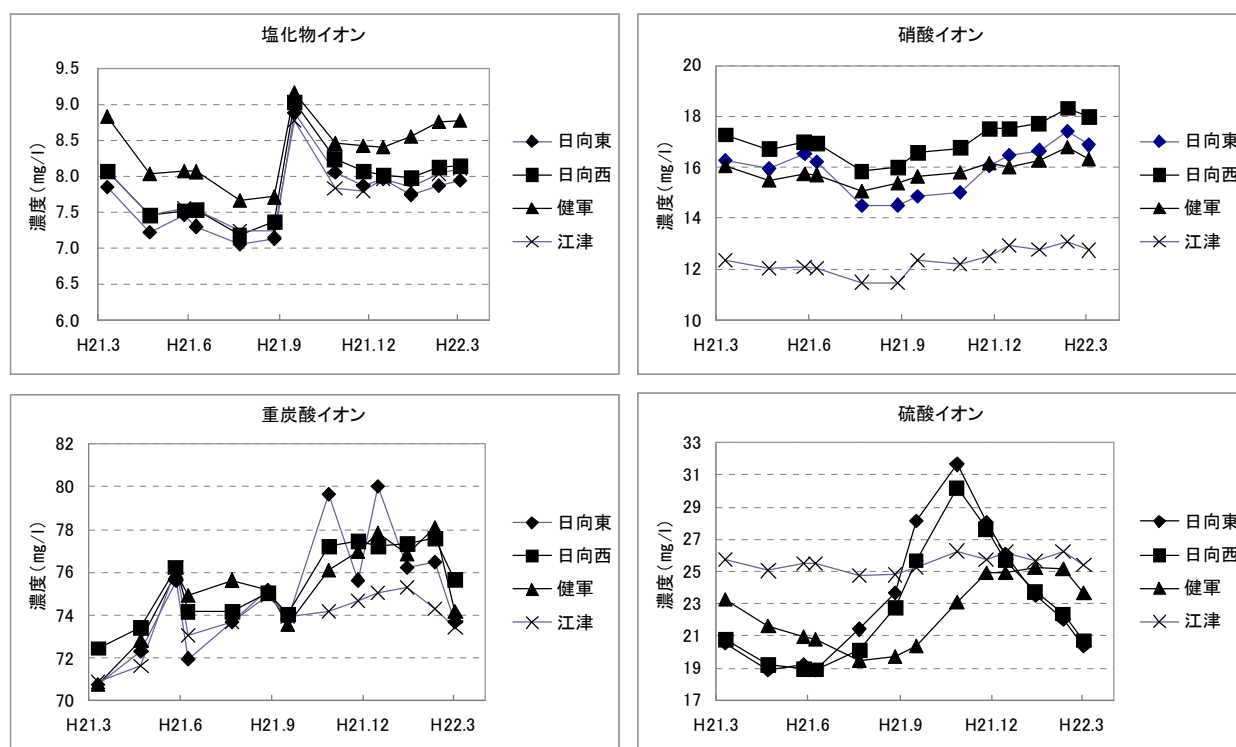 塩化物イオン
濃度(mg/l)
9.5
9.0
8.5
8.0
7.5
7.0
6.5
6.0
H21.3 H21.6 H21.9 H21.12 H22.3
日向東
日向西
健軍
江津
硝酸イオン
濃度(mg/l)
20
18
16
14
12
10
H21.3 H21.6 H21.9 H21.12 H22.3
日向東
日向西
健軍
江津
重炭酸イオン
濃度(mg/l)
82
80
78
76
74
72
70
H21.3 H21.6 H21.9 H21.12 H22.3
日向東
日向西
健軍
江津
硫酸イオン
濃度(mg/l)
33
31
29
27
25
23
21
19
17
H21.3 H21.6 H21.9 H21.12 H22.3
日向東
日向西
健軍
江津